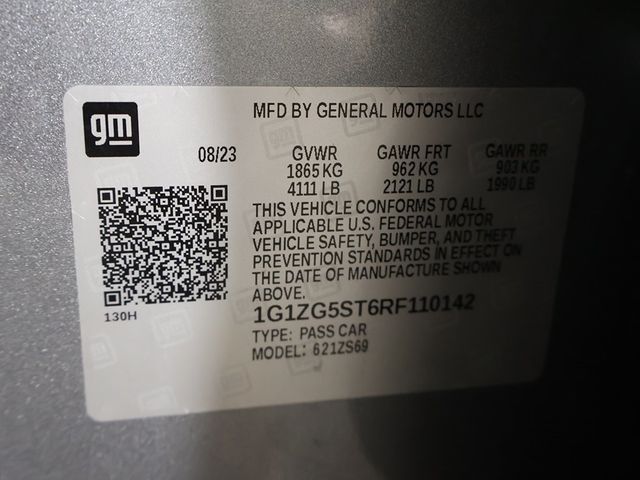 gm
MFD BY GENERAL MOTORS LLC
08/23 GVWR GAWR FRT GAWR RR
1865 KG 962 KG 903 KG
4111 LB 2121 LB 1990 LB
THIS VEHICLE CONFORMS TO ALL
APPLICABLE U.S. FEDERAL MOTOR
VEHICLE SAFETY, BUMPER, AND THEFT
PREVENTION STANDARDS IN EFFECT ON
THE DATE OF MANUFACTURE SHOWN
ABOVE.
130H
1G1ZG5ST6RF110142
TYPE: PASS CAR
MODEL: 621ZS69